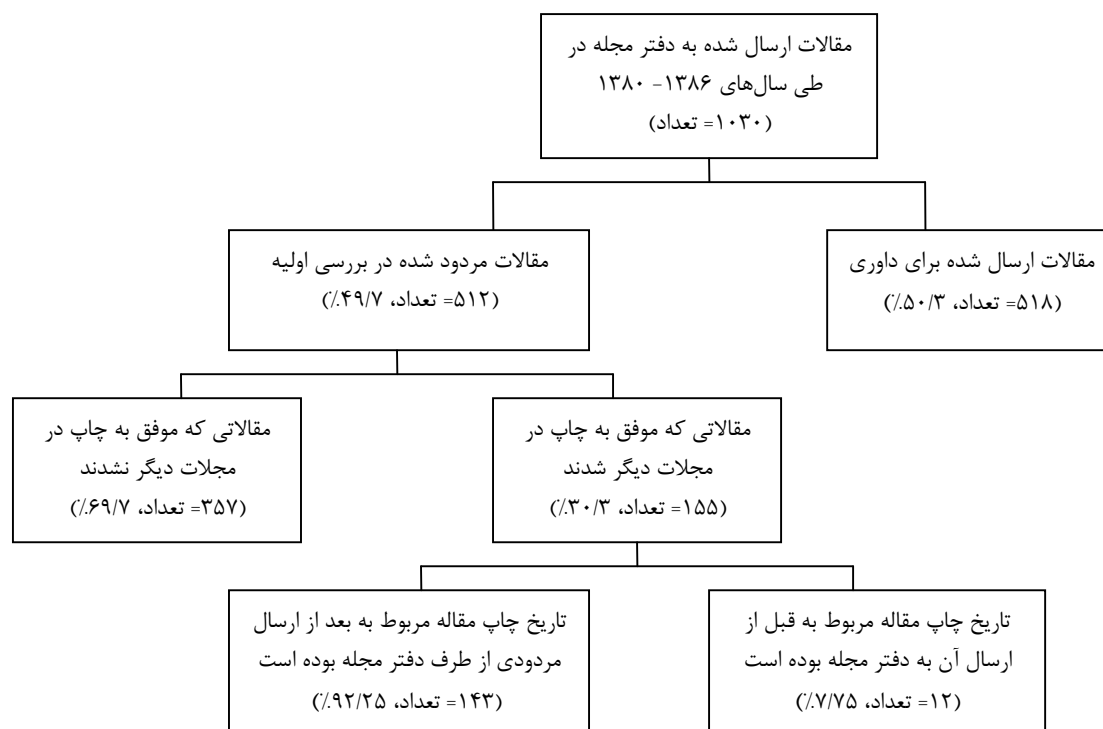 مقالات ارسال شده به دفتر مجله در
طی سال‌های ۱۳۸۶- ۱۳۸۰
(۱۰۳۰= تعداد)
مقالات ارسال شده برای داوری
(۵۱۸= تعداد، ۵۰/۳٪)
مقالات مردود شده در بررسی اولیه
(۵۱۲= تعداد، ۴۹/۷٪)
مقالاتی که موفق به چاپ در
مجلات دیگر شدند
(۱۵۵= تعداد، ۳۰/۳٪)
مقالاتی که موفق به چاپ در
مجلات دیگر نشدند
(۳۵۷= تعداد، ۶۹/۷٪)
تاریخ چاپ مقاله مربوط به قبل از
ارسال آن به دفتر مجله بوده است
(۱۲= تعداد، ۷/۷۵٪)
تاریخ چاپ مقاله مربوط به بعد از ارسال
مردودی از طرف دفتر مجله بوده است
(۱۴۳= تعداد، ۹۲/۲۵٪)